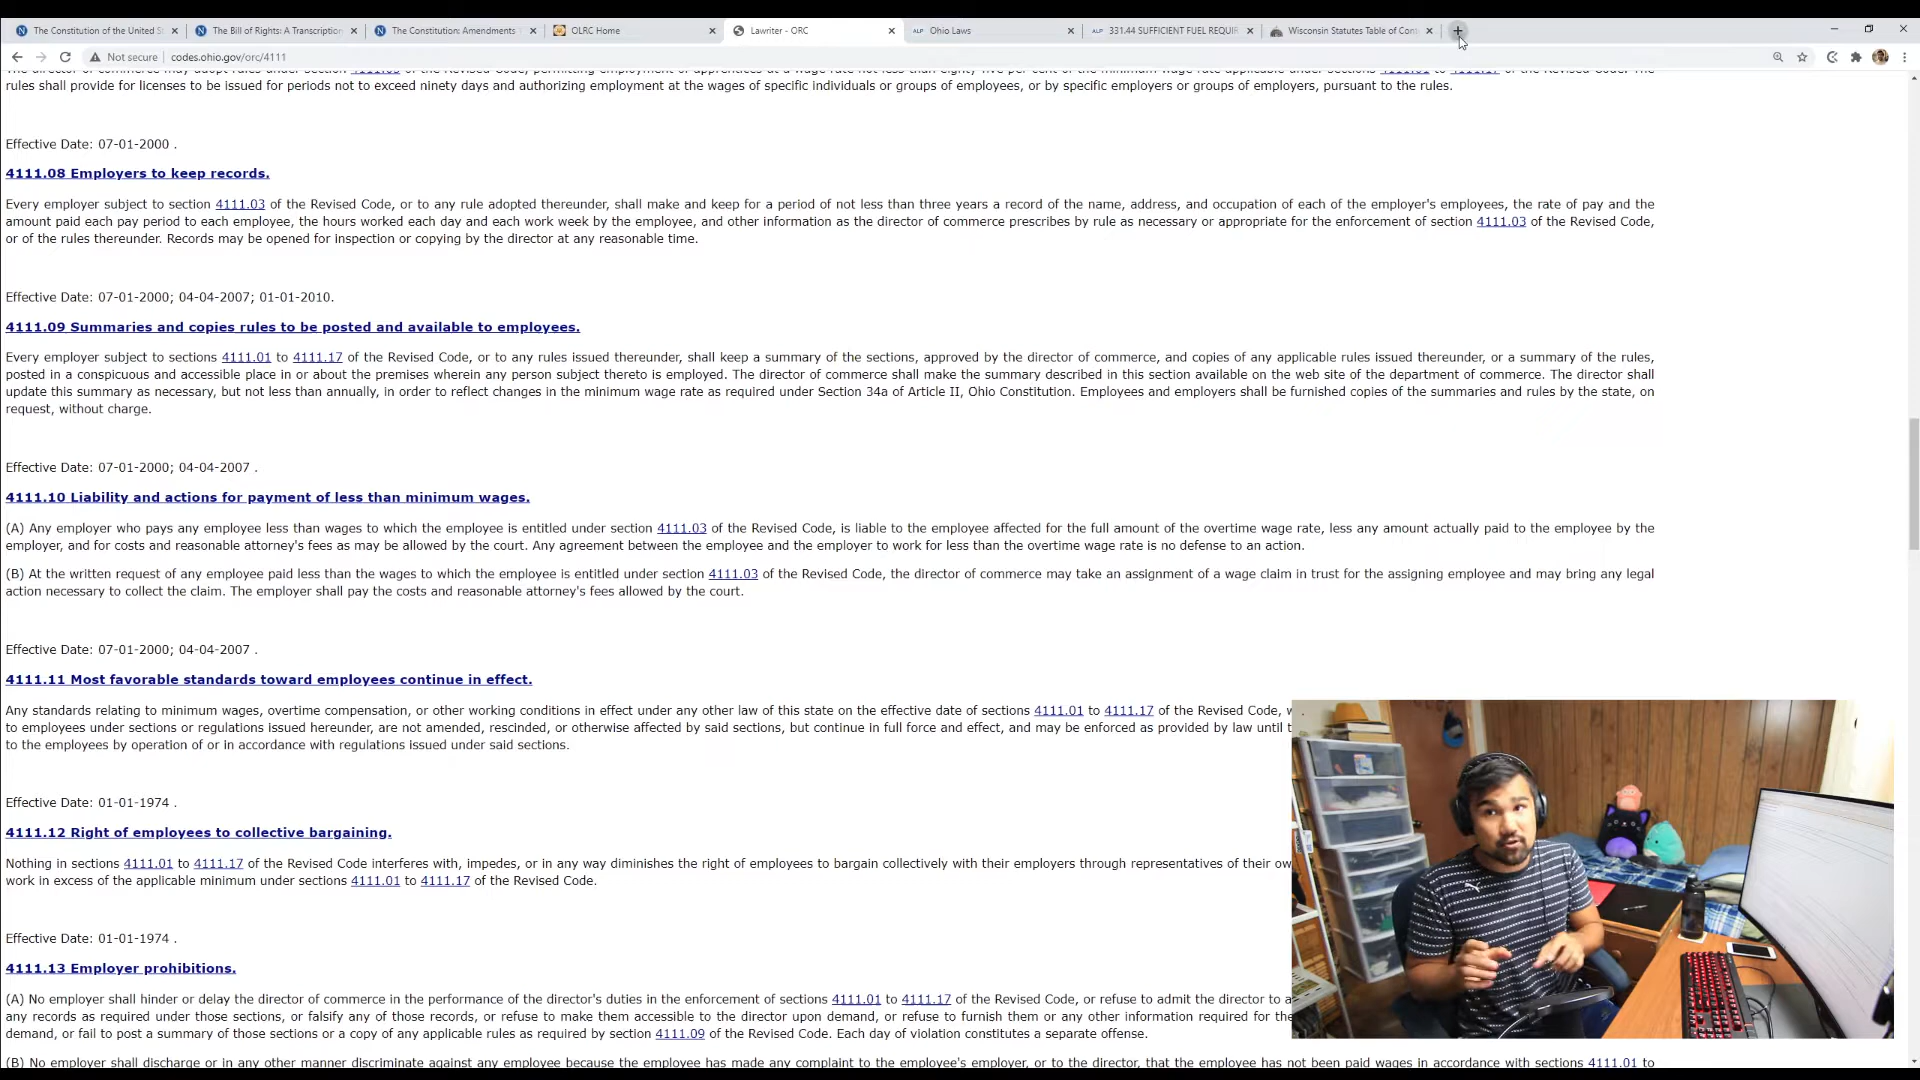 The Constitution of the United S
The Bill of Rights: A Transcription
The Constitution: Amendments
OLRC Home
Lawriter - ORC
Ohio Laws
331.44 SUFFICIENT FUEL REQUIR
Wisconsin Statutes Table of Con
Not secure
codes.ohio.gov/orc/4111
rules shall provide for licenses to be issued for periods not to exceed ninety days and authorizing employment at the wages of specific individuals or groups of employees, or by specific employers or groups of employers, pursuant to the rules.
Effective Date: 07-01-2000 .
4111.08 Employers to keep records.
Every employer subject to section 4111.03 of the Revised Code, or to any rule adopted thereunder, shall make and keep for a period of not less than three years a record of the name, address, and occupation of each of the employer's employees, the rate of pay and the
amount paid each pay period to each employee, the hours worked each day and each work week by the employee, and other information as the director of commerce prescribes by rule as necessary or appropriate for the enforcement of section 4111.03 of the Revised Code,
or of the rules thereunder. Records may be opened for inspection or copying by the director at any reasonable time.
Effective Date: 07-01-2000; 04-04-2007; 01-01-2010.
4111.09 Summaries and copies rules to be posted and available to employees.
Every employer subject to sections 4111.01 to 4111.17 of the Revised Code, or to any rules issued thereunder, shall keep a summary of the sections, approved by the director of commerce, and copies of any applicable rules issued thereunder, or a summary of the rules,
posted in a conspicuous and accessible place in or about the premises wherein any person subject thereto is employed. The director of commerce shall make the summary described in this section available on the web site of the department of commerce. The director shall
update this summary as necessary, but not less than annually, in order to reflect changes in the minimum wage rate as required under Section 34a of Article II, Ohio Constitution. Employees and employers shall be furnished copies of the summaries and rules by the state, on
request, without charge.
Effective Date: 07-01-2000; 04-04-2007 .
4111.10 Liability and actions for payment of less than minimum wages.
(A) Any employer who pays any employee less than wages to which the employee is entitled under section 4111.03 of the Revised Code, is liable to the employee affected for the full amount of the overtime wage rate, less any amount actually paid to the employee by the
employer, and for costs and reasonable attorney's fees as may be allowed by the court. Any agreement between the employee and the employer to work for less than the overtime wage rate is no defense to an action.
(B) At the written request of any employee paid less than the wages to which the employee is entitled under section 4111.03 of the Revised Code, the director of commerce may take an assignment of a wage claim in trust for the assigning employee and may bring any legal
action necessary to collect the claim. The employer shall pay the costs and reasonable attorney's fees allowed by the court.
Effective Date: 07-01-2000; 04-04-2007 .
4111.11 Most favorable standards toward employees continue in effect.
Any standards relating to minimum wages, overtime compensation, or other working conditions in effect under any other law of this state on the effective date of sections 4111.01 to 4111.17 of the Revised Code,
to employees under sections or regulations issued hereunder, are not amended, rescinded, or otherwise affected by said sections, but continue in full force and effect, and may be enforced as provided by law until
to the employees by operation of or in accordance with regulations issued under said sections.
Effective Date: 01-01-1974 .
4111.12 Right of employees to collective bargaining.
Nothing in sections 4111.01 to 4111.17 of the Revised Code interferes with, impedes, or in any way diminishes the right of employees to bargain collectively with their employers through representatives of their
work in excess of the applicable minimum under sections 4111.01 to 4111.17 of the Revised Code.
Effective Date: 01-01-1974 .
4111.13 Employer prohibitions.
(A) No employer shall hinder or delay the director of commerce in the performance of the director's duties in the enforcement of sections 4111.01 to 4111.17 of the Revised Code, or refuse to admit the director to
any records as required under those sections, or falsify any of those records, or refuse to make them accessible to the director upon demand, or refuse to furnish them or any other information required for the
demand, or fail to post a summary of those sections or a copy of any applicable rules as required by section 4111.09 of the Revised Code. Each day of violation constitutes a separate offense.
(B) No employer shall discharge or in any other manner discriminate against any employee because the employee has made any complaint to the employee's employer, or to the director, that the employee has not been paid wages in accordance with sections 4111.01 to